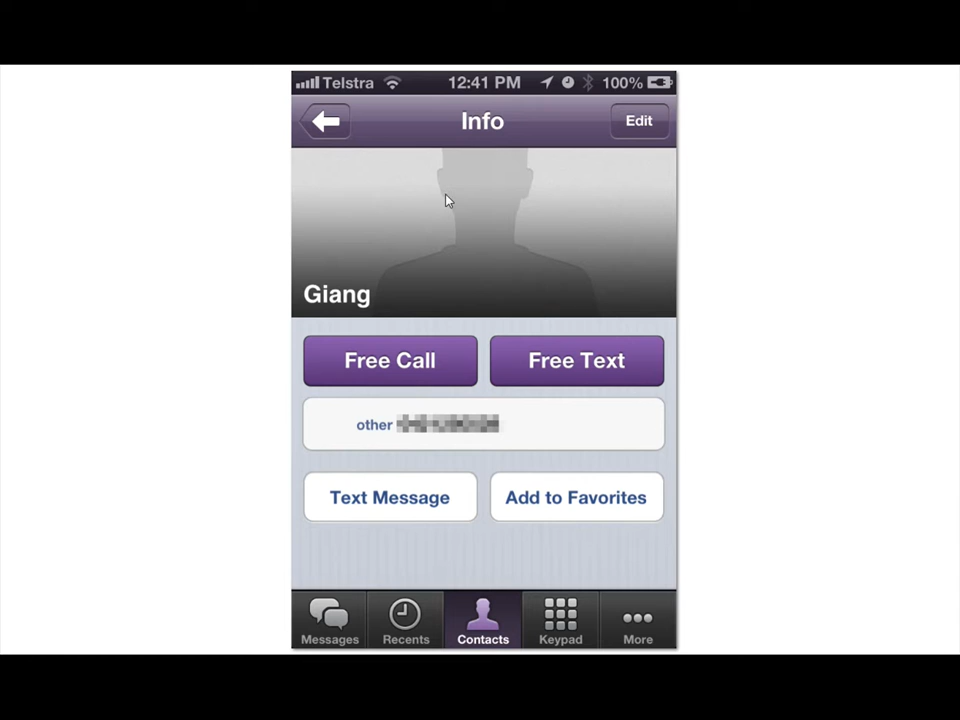 Telstra 12:41 PM 100%
Info Edit
Giang
Free Call Free Text
other
Text Message Add to Favorites
Messages Recents Contacts Keypad More